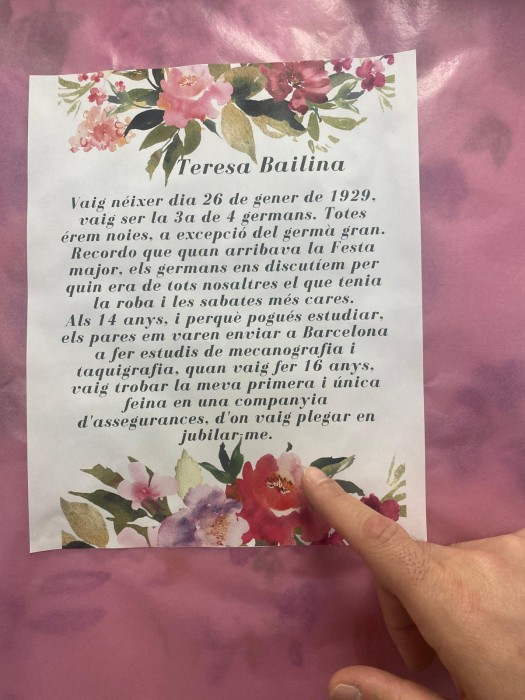 Teresa Bailina
Vaig néixer dia 26 de gener de 1929,
vaig ser la 3a de 4 germans. Totes
érem noies, a excepció del germà gran.
Recordo que quan arribava la Festa
major, els germans ens discutíem per
quin era de tots nosaltres el que tenia
la roba i les sabates més cares.
Als 14 anys, i perquè pogués estudiar,
els pares em varen enviar a Barcelona
a fer estudis de mecanografia i
taquigrafia, quan vaig fer 16 anys,
vaig trobar la meva primera i única
feina en una companyia
d'assegurances, d'on vaig plegar en
jubilar-me.